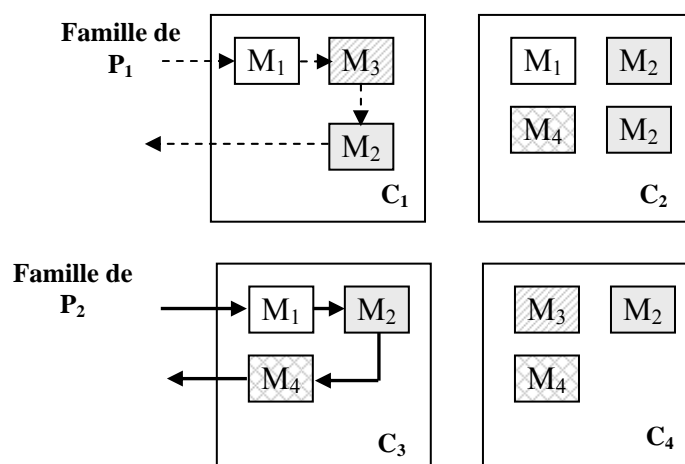 Famille de
P₁
M₁ M₃
M₂
C₁
M₁ M₂
M₄ M₂
C₂
Famille de
P₂
M₁ M₂
M₄
C₃
M₃ M₂
M₄
C₄